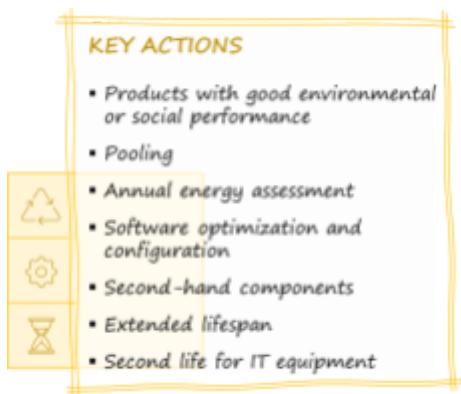 KEY ACTIONS
▪ Products with good environmental
or social performance
▪ Pooling
▪ Annual energy assessment
▪ Software optimization and
configuration
▪ Second-hand components
▪ Extended lifespan
▪ Second life for IT equipment